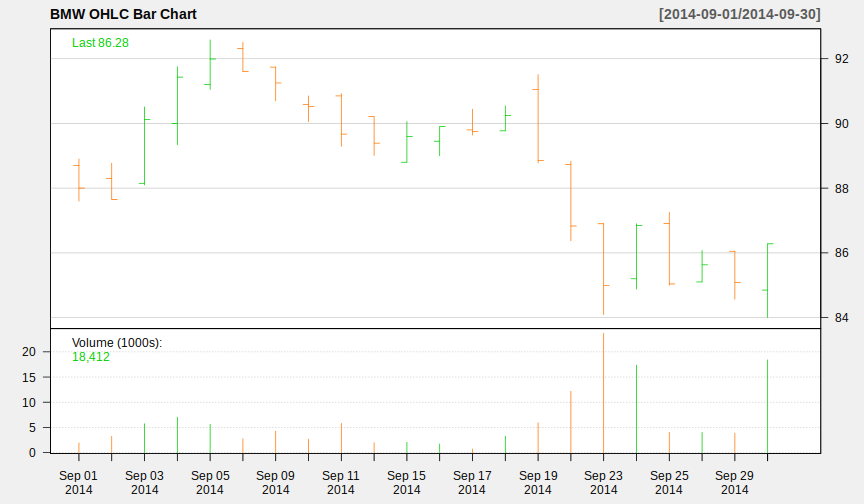 BMW OHLC Bar Chart
[2014-09-01/2014-09-30]
Last 86.28
92
90
88
86
84
Volume (1000s):
18,412
20
15
10
5
0
Sep 01 Sep 03 Sep 05 Sep 09 Sep 11 Sep 15 Sep 17 Sep 19 Sep 23 Sep 25 Sep 29
2014 2014 2014 2014 2014 2014 2014 2014 2014 2014 2014